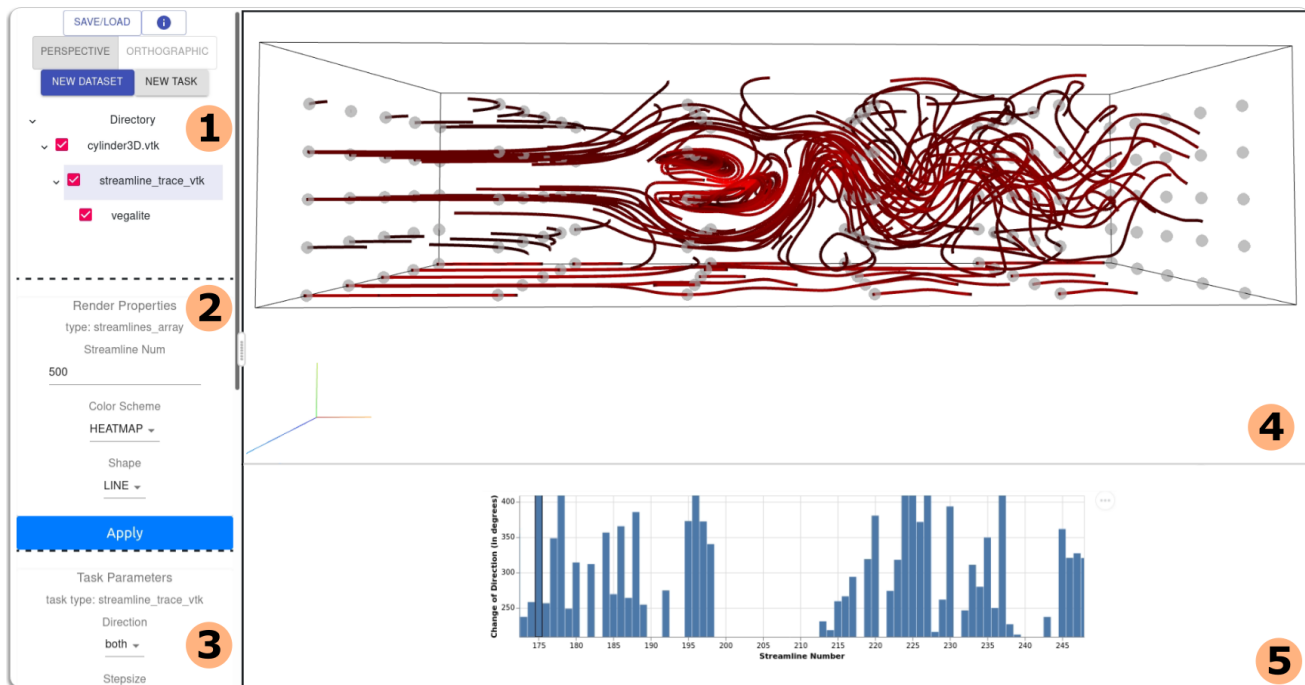 SAVE/LOAD
PERSPECTIVE ORTHOGRAPHIC
NEW DATASET NEW TASK
Directory
1
cylinder3D.vtk
streamline_trace_vtk
vegalite
Render Properties
2
type: streamlines_array
Streamline Num
500
Color Scheme
HEATMAP
Shape
LINE
Apply
Task Parameters
task type: streamline_trace_vtk
Direction
both
3
Stepsize
4
Change of Direction (in degrees)
400
350
300
250
175 180 185 190 195 200 205 210 215 220 225 230 235 240 245
Streamline Number
5